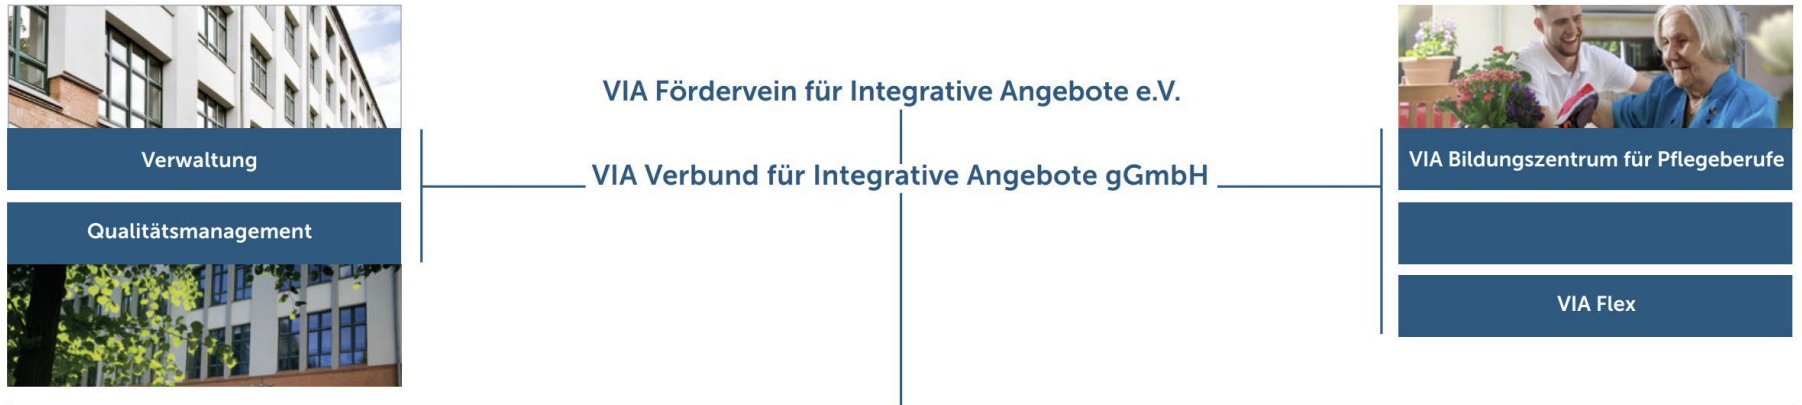 VIA Fördervein für Integrative Angebote e.V.
VIA Verbund für Integrative Angebote gGmbH
Verwaltung
Qualitätsmanagement
VIA Bildungszentrum für Pflegeberufe
VIA Flex